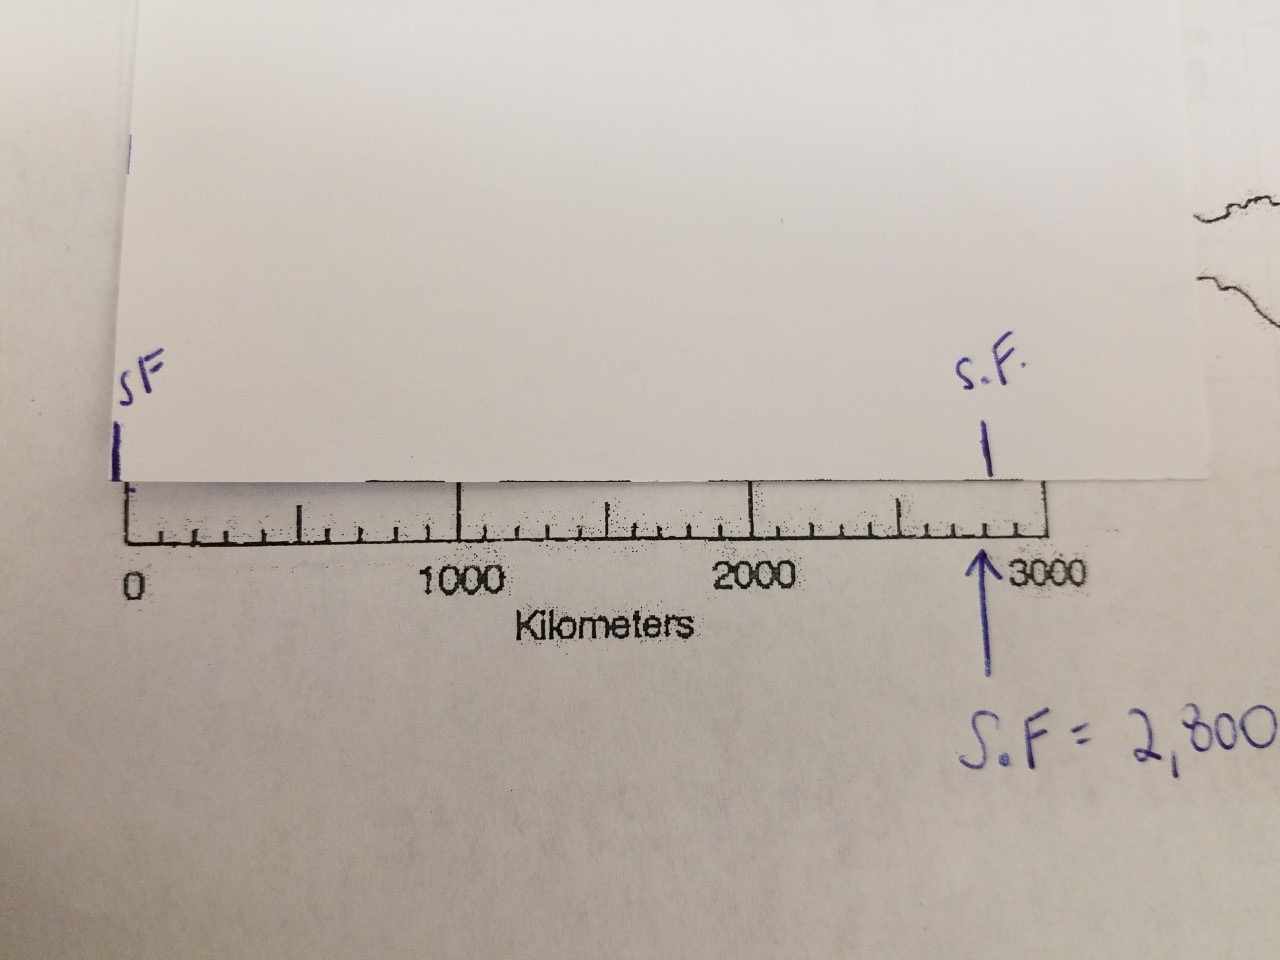 SF
S.F.
0 1000 2000 3000
Kilometers
S.F = 2,800